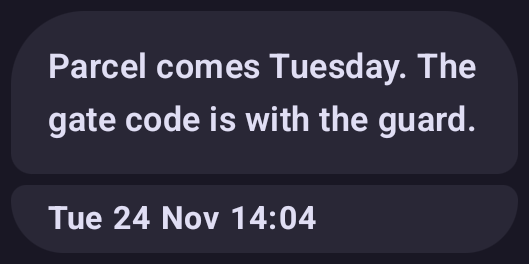 Parcel comes Tuesday. The
gate code is with the guard.
Tue 24 Nov 14:04